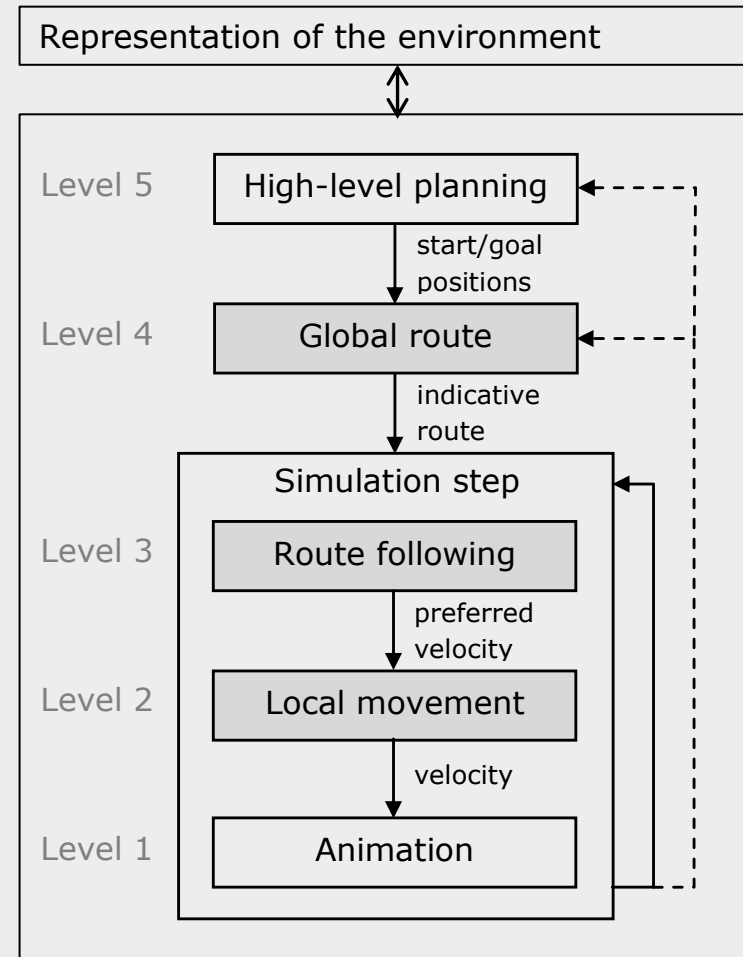 Representation of the environment
Level 5
High-level planning
start/goal
positions
Level 4
Global route
indicative
route
Simulation step
Level 3
Route following
preferred
velocity
Level 2
Local movement
velocity
Level 1
Animation